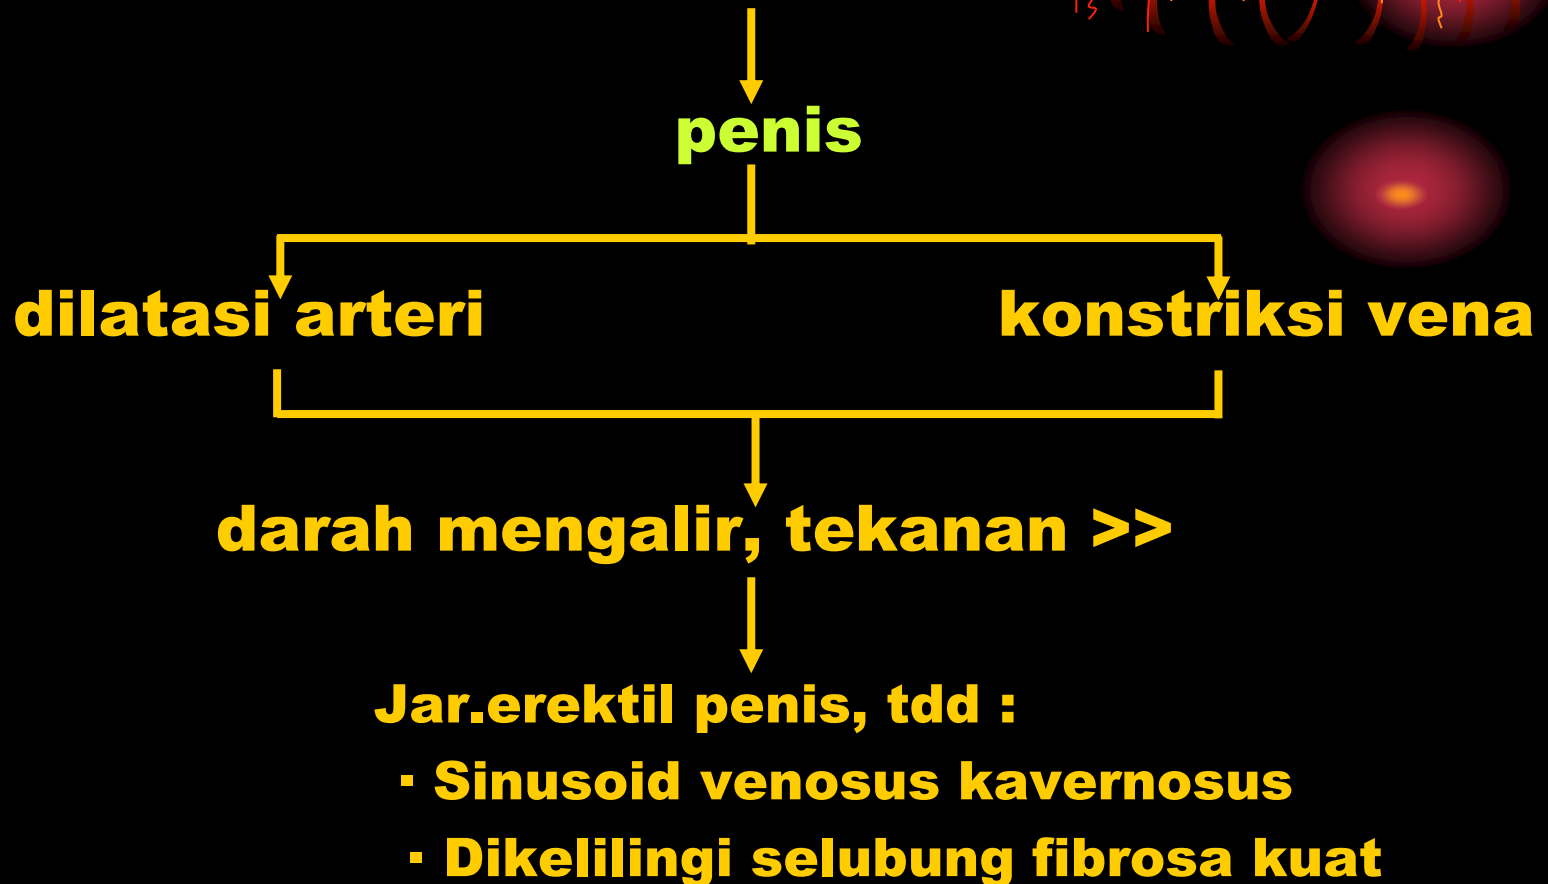 penis
dilatasi arteri
konstriksi vena
darah mengalir, tekanan >>
Jar.erektil penis, tdd :
▪ Sinusoid venosus kavernosus
▪ Dikelilingi selubung fibrosa kuat